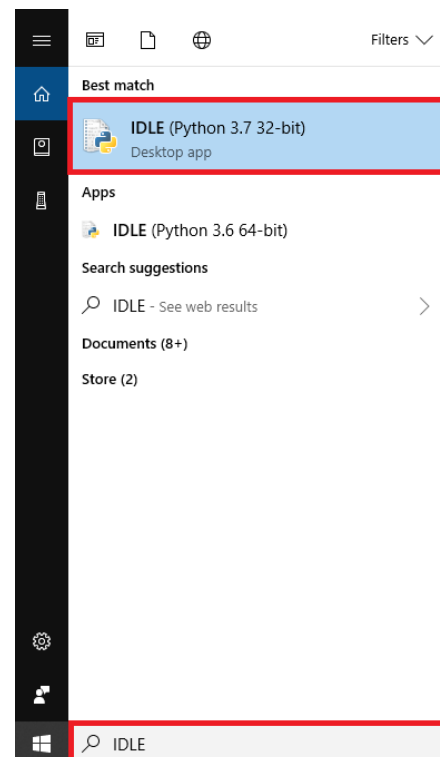 Filters
Best match
IDLE (Python 3.7 32-bit)
Desktop app
Apps
IDLE (Python 3.6 64-bit)
Search suggestions
IDLE - See web results
Documents (8+)
Store (2)
IDLE